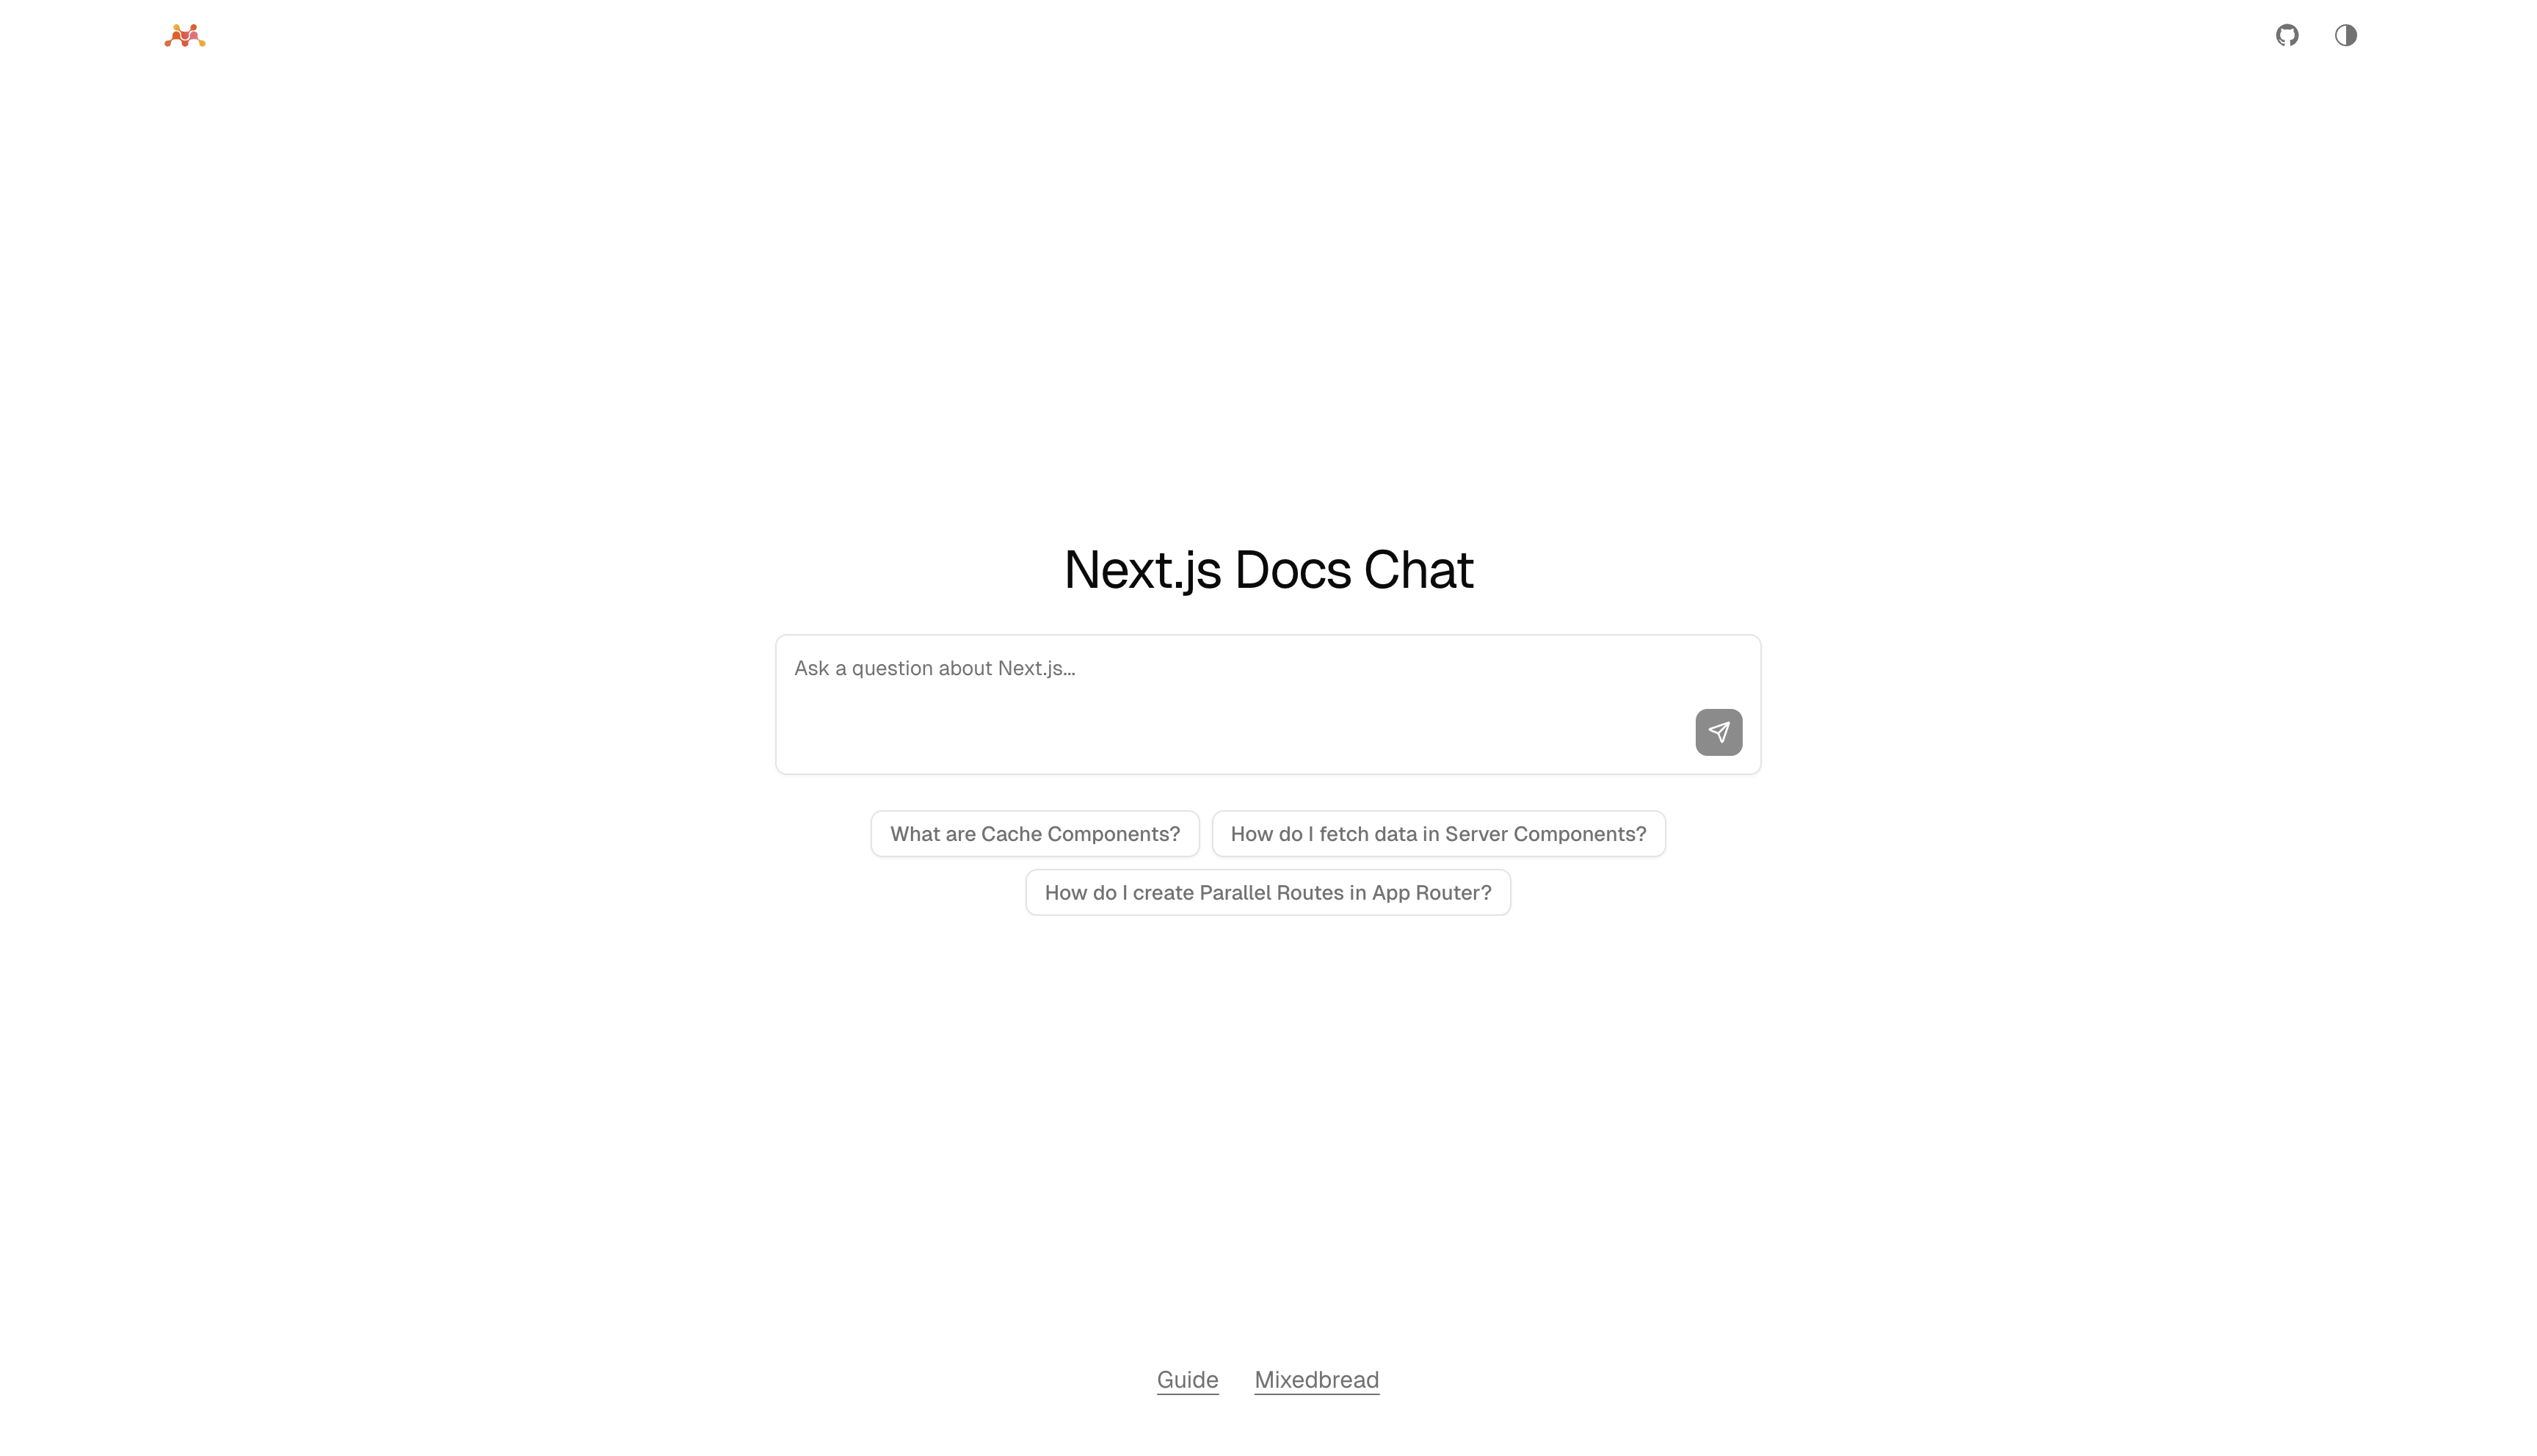 Next.js Docs Chat
Ask a question about Next.js...
What are Cache Components?
How do I fetch data in Server Components?
How do I create Parallel Routes in App Router?
Guide
Mixedbread